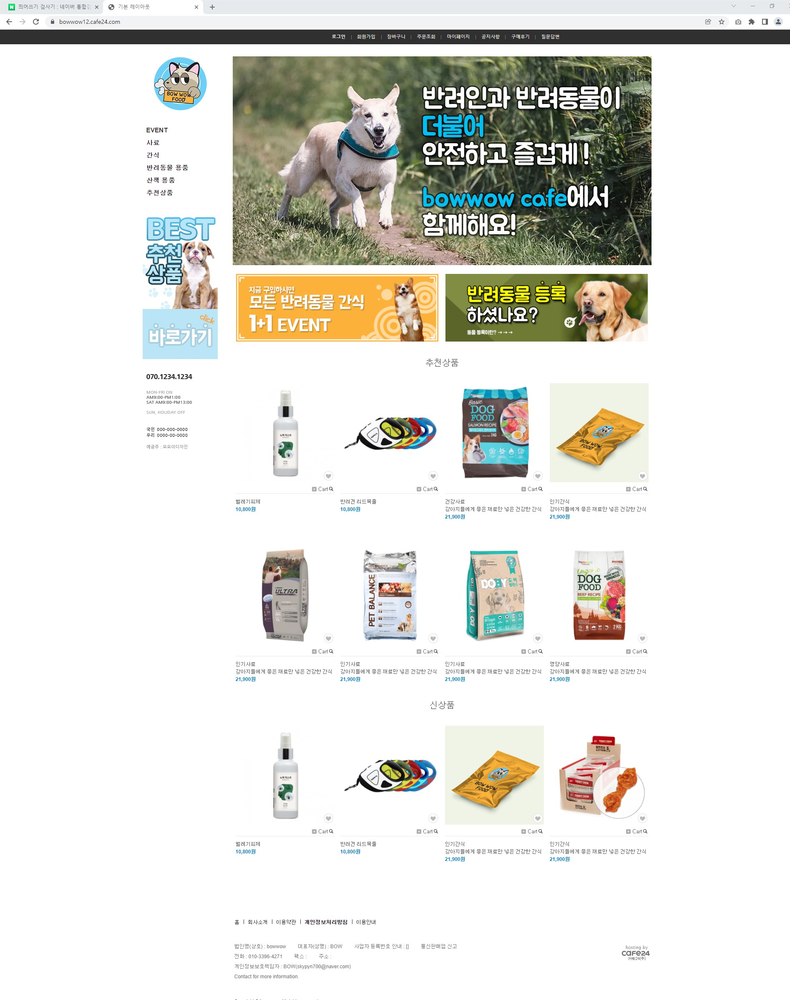 띄어쓰기 검사기 : 네이버 통합검
기본 레이아웃
bowwow12.cafe24.com
로그인 | 회원가입 | 장바구니 | 주문조회 | 마이페이지 | 공지사항 | 구매후기 | 질문답변
BOW WOW
FOOD
EVENT
사료
간식
반려동물 용품
산책 용품
추천상품
BEST
추천
상품
click
바로가기
070.1234.1234
MON-FRI ON
AM9:00-PM1:00
SAT AM9:00-PM13:00
SUN, HOLIDAY OFF
국민 000-000-0000
우리 0000-00-0000
예금주 : 모모이디자인
반려인과 반려동물이
더불어
안전하고 즐겁게 !
bowwow cafe에서
함께해요!
지금 구입하시면
모든 반려동물 간식
1+1 EVENT
반려동물 등록
하셨나요?
동물 등록이란? → → →
추천상품
Basic
DOG
FOOD
SALMON RECIPE
3 KG
BOW WOW
FOOD
Cart
Cart
Cart
Cart
벌레기피제
10,800원
반려견 리드목줄
10,800원
건강사료
강아지들에게 좋은 재료만 넣은 건강한 간식
21,900원
인기간식
강아지들에게 좋은 재료만 넣은 건강한 간식
21,900원
ULTRA
ULTRA
ULTRA
PET BALANCE
PET BALANCE
DOBY 도비
밸런스
DOBY
All Stages
Organic
DOG
FOOD
MADE WITH
ORGANIC
BEEF RECIPE
2 KG
Cart
Cart
Cart
Cart
인기사료
강아지들에게 좋은 재료만 넣은 건강한 간식
21,900원
인기사료
강아지들에게 좋은 재료만 넣은 건강한 간식
21,900원
인기사료
강아지들에게 좋은 재료만 넣은 건강한 간식
21,900원
영양사료
강아지들에게 좋은 재료만 넣은 건강한 간식
21,900원
신상품
BOW WOW
FOOD
TURKEY CHEW
TURKEY CHEW
Cart
Cart
Cart
Cart
벌레기피제
10,800원
반려견 리드목줄
10,800원
인기간식
강아지들에게 좋은 재료만 넣은 건강한 간식
21,900원
인기간식
강아지들에게 좋은 재료만 넣은 건강한 간식
21,900원
홈 | 회사소개 | 이용약관 | 개인정보처리방침 | 이용안내
법인명(상호) : bowwow 대표자(성명) : BOW 사업자 등록번호 안내 : [] 통신판매업 신고
전화 : 010-3396-4271 팩스 : 주소 :
개인정보보호책임자 : BOW(skypyn700@naver.com)
Contact for more information.
hosting by
cafe24
카페24(주)